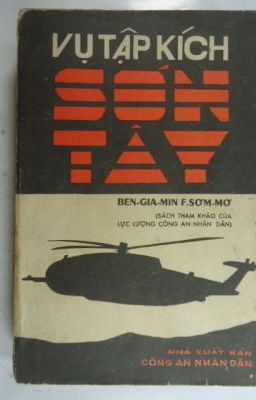 VỤ TẬP KÍCH
SƠN
TÂY
BEN-GIA-MIN F.SƠM-MƠ
(SÁCH THAM KHẢO CỦA
LỰC LƯỢNG CÔNG AN NHÂN DÂN)
NHÀ XUẤT BẢN
CÔNG AN NHÂN DÂN